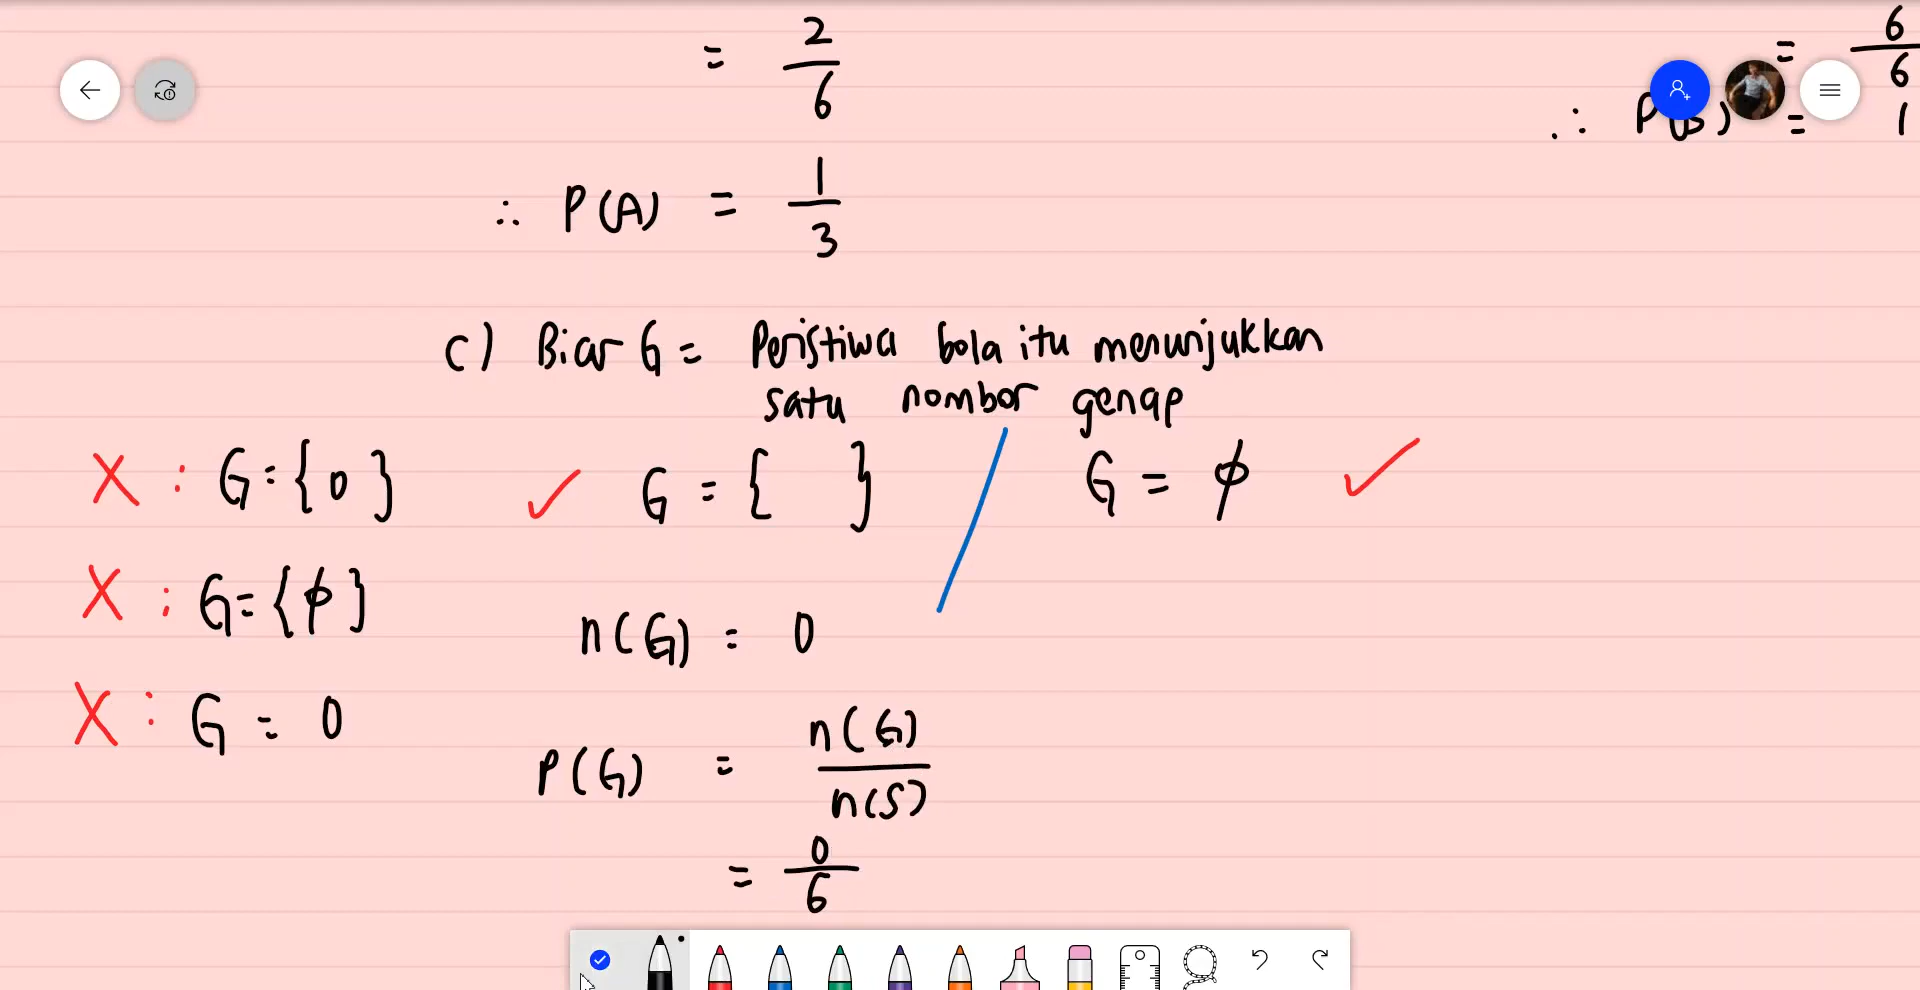 = 2/6
= 6/6
∴ P(A) = 1/3
∴ P(B) = 1
c) Biar G = Peristiwa bola itu menunjukkan
satu nombor genap
X : G = {0}
✓ G = { } / G = ϕ ✓
X : G = {ϕ}
n(G) = 0
X : G = 0
P(G) = n(G)/n(S)
= 0/6